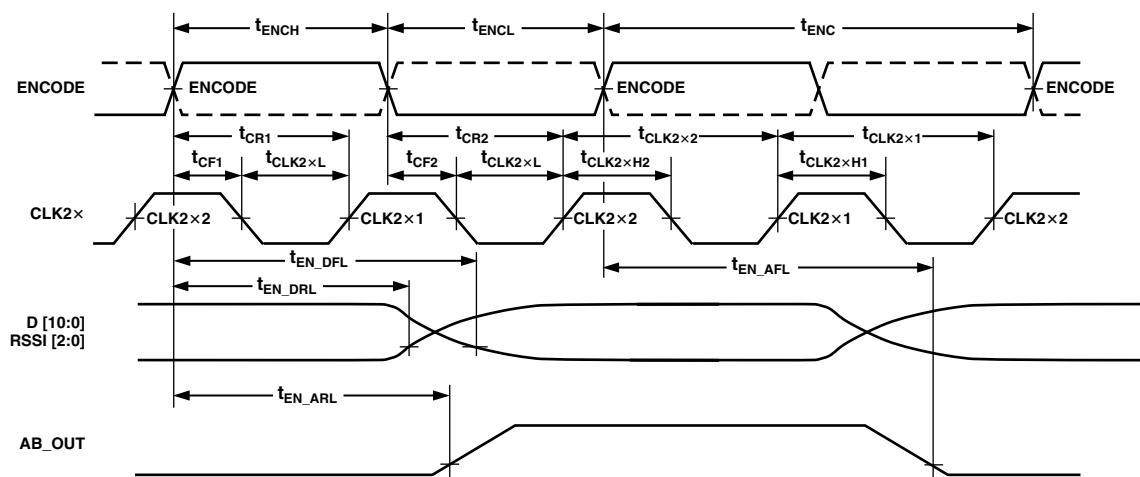 tENCH tENCL tENC
ENCODE ENCODE ENCODE ENCODE
tCR1 tCR2 tCLK2×2 tCLK2×1
tCF1 tCLK2×L tCF2 tCLK2×L tCLK2×H2 tCLK2×H1
CLK2× CLK2×2 CLK2×1 CLK2×2 CLK2×1 CLK2×2
tEN_DFL tEN_AFL
tEN_DRL
D [10:0]
RSSI [2:0]
tEN_ARL
AB_OUT